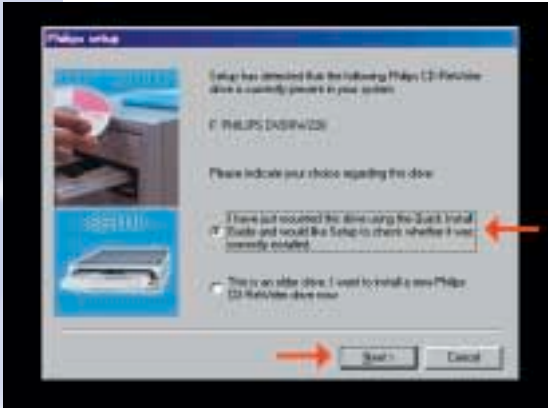 Philips setup
Setup has detected that the following Philips CD-ReWriter
drive is currently present in your system:
F: PHILIPS
Please indicate your choice regarding this drive:
I have just mounted this drive using the Quick Install
Guide and would like Setup to check whether it was
correctly installed.
This is an older drive. I want to install a new Philips
CD-ReWriter drive now.
Next >
Cancel